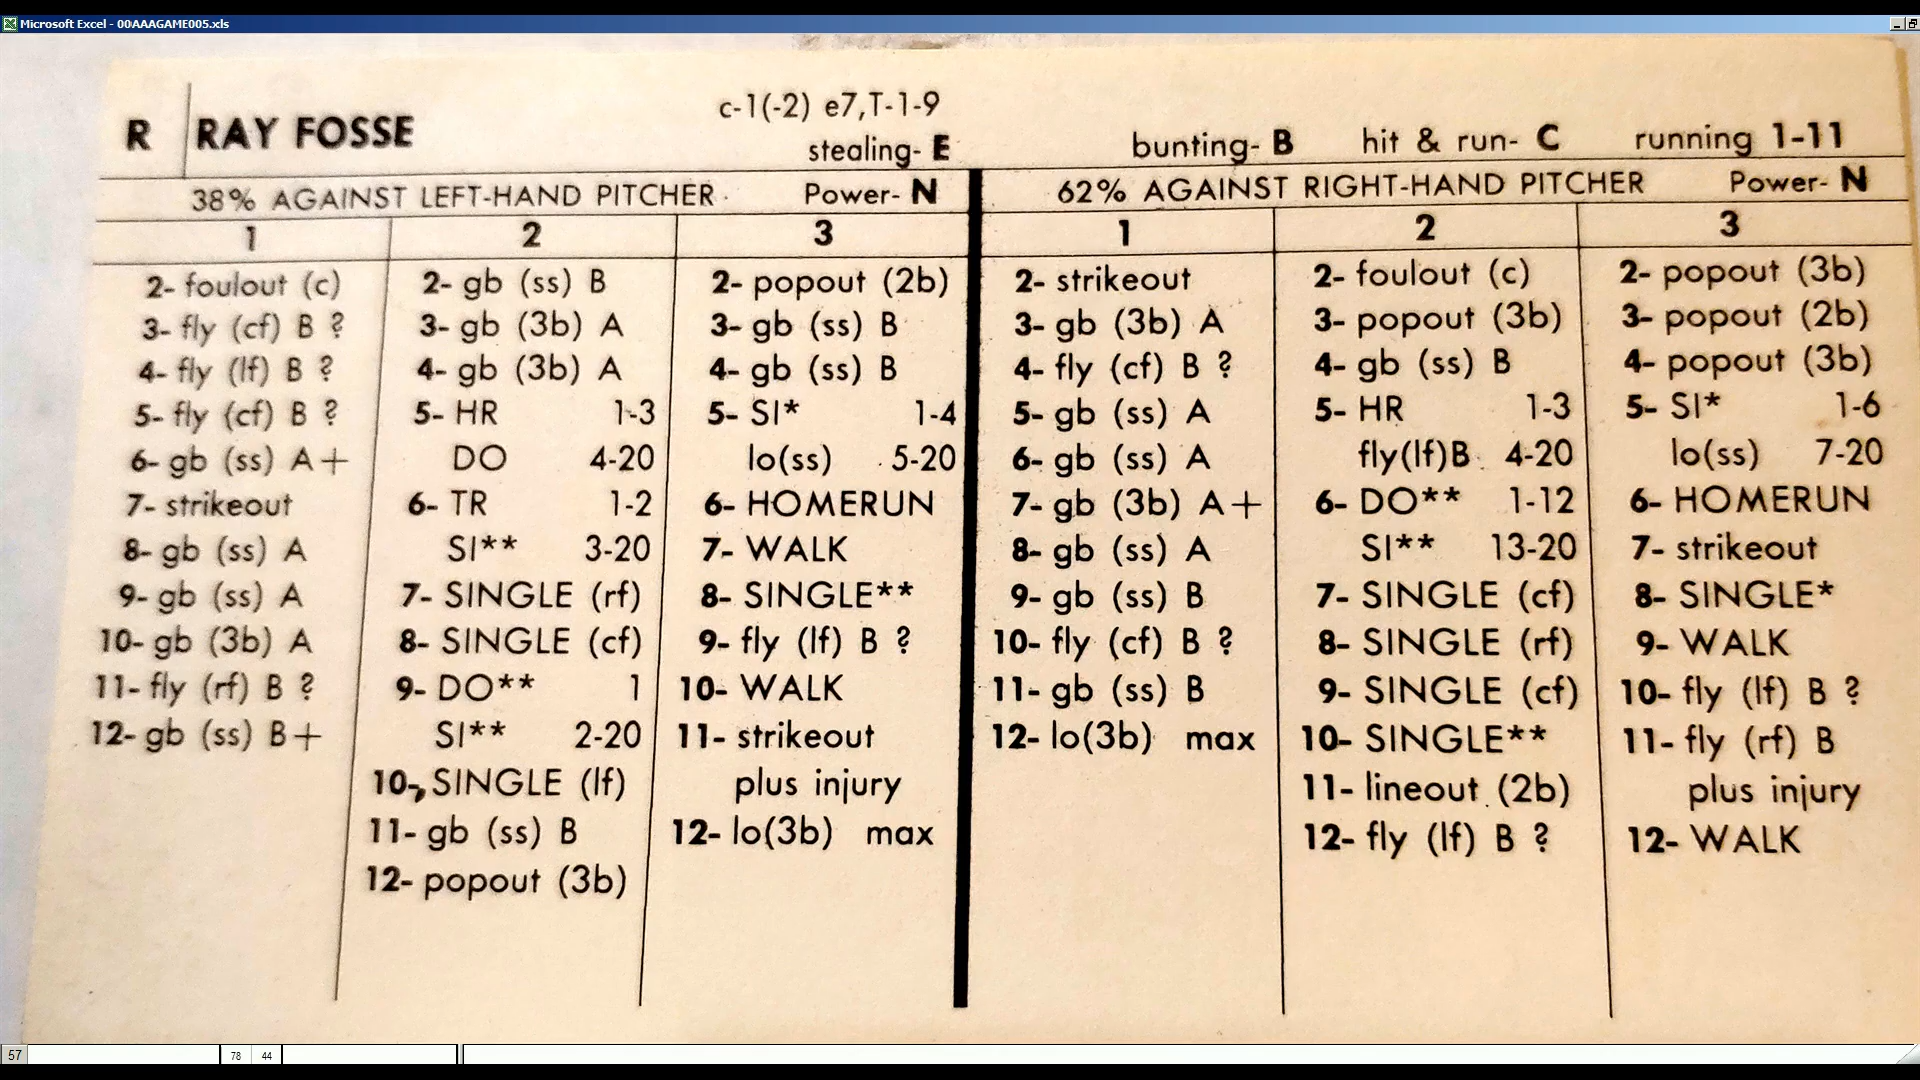 Microsoft Excel - 00AAAGAME005.xls
R RAY FOSSE
c-1(-2) e7,T-1-9
stealing- E bunting- B hit & run- C running 1-11
38% AGAINST LEFT-HAND PITCHER Power- N
1 2 3
2- foulout (c)
3- fly (cf) B ?
4- fly (lf) B ?
5- fly (cf) B ?
6- gb (ss) A+
7- strikeout
8- gb (ss) A
9- gb (ss) A
10- gb (3b) A
11- fly (rf) B ?
12- gb (ss) B+
2- gb (ss) B
3- gb (3b) A
4- gb (3b) A
5- HR 1-3
DO 4-20
6- TR 1-2
SI** 3-20
7- SINGLE (rf)
8- SINGLE (cf)
9- DO** 1
SI** 2-20
10- SINGLE (lf)
11- gb (ss) B
12- popout (3b)
2- popout (2b)
3- gb (ss) B
4- gb (ss) B
5- SI* 1-4
lo(ss) 5-20
6- HOMERUN
7- WALK
8- SINGLE**
9- fly (lf) B ?
10- WALK
11- strikeout
plus injury
12- lo(3b) max
62% AGAINST RIGHT-HAND PITCHER Power- N
1 2 3
2- strikeout
3- gb (3b) A
4- fly (cf) B ?
5- gb (ss) A
6- gb (ss) A
7- gb (3b) A+
8- gb (ss) A
9- gb (ss) B
10- fly (cf) B ?
11- gb (ss) B
12- lo(3b) max
2- foulout (c)
3- popout (3b)
4- gb (ss) B
5- HR 1-3
fly(lf)B 4-20
6- DO** 1-12
SI** 13-20
7- SINGLE (cf)
8- SINGLE (rf)
9- SINGLE (cf)
10- SINGLE**
11- lineout (2b)
12- fly (lf) B ?
2- popout (3b)
3- popout (2b)
4- popout (3b)
5- SI* 1-6
lo(ss) 7-20
6- HOMERUN
7- strikeout
8- SINGLE*
9- WALK
10- fly (lf) B ?
11- fly (rf) B
plus injury
12- WALK
57 78 44